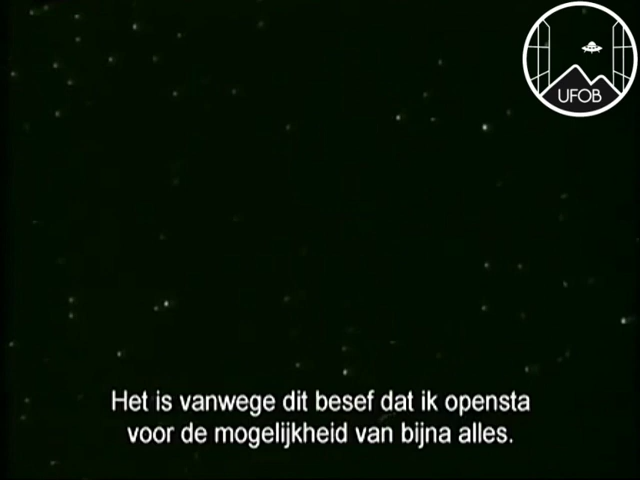 UFOB
Het is vanwege dit besef dat ik opensta
voor de mogelijkheid van bijna alles.